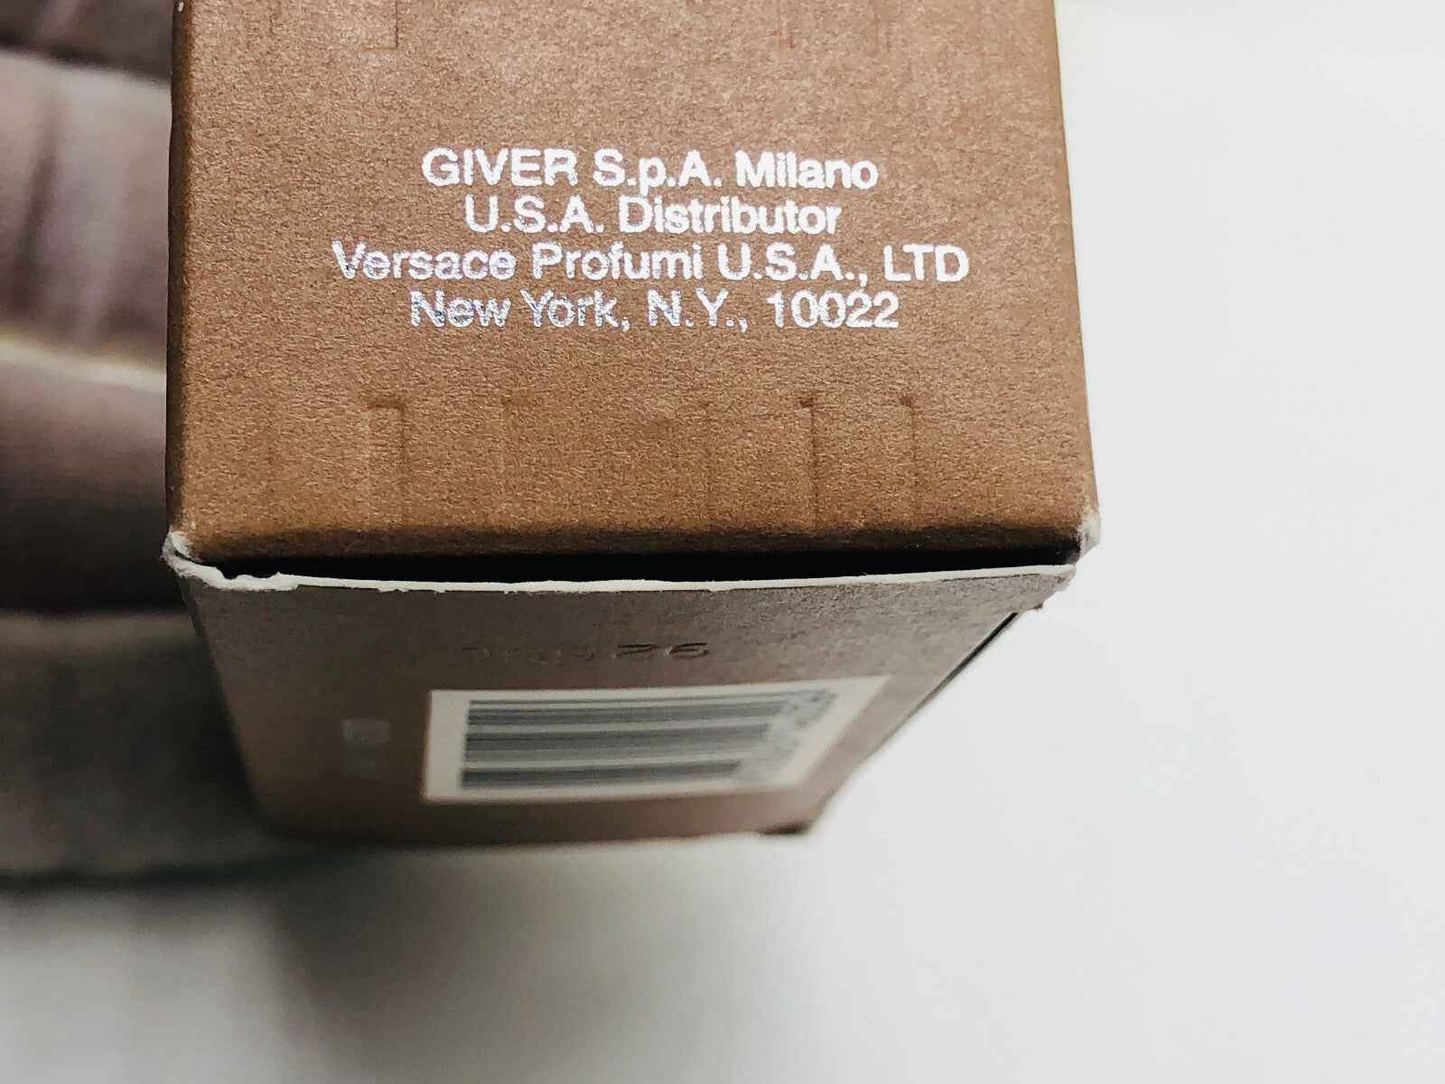 GIVER S.p.A. Milano
U.S.A. Distributor
Versace Profumi U.S.A., LTD
New York, N.Y., 10022